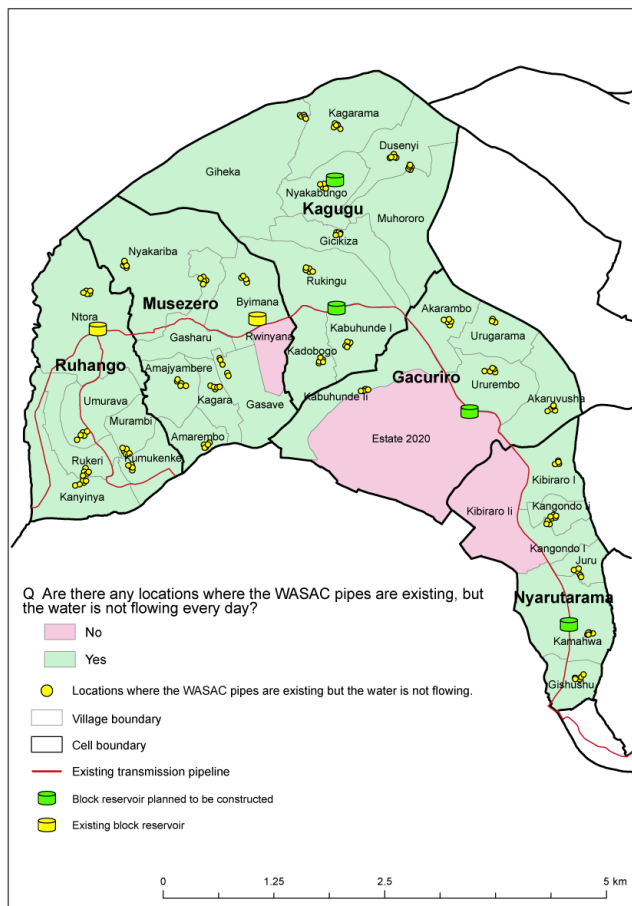 Kagarama
Dusenyi
Giheka
Nyakabungo
Kagugu
Muhororo
Gicikiza
Nyakariba
Rukingu
Musezero
Byimana
Akarambo
Ntora
Rwinyana
Kabuhunde I
Urugarama
Gasharu
Kadobogo
Ruhango
Amajyambere
Gacuriro
Ururembo
Umurava
Kagara
Gasave
Kabuhunde Ii
Akaruvusha
Murambi
Amarembo
Estate 2020
Rukeri
Kumukenke
Kibiraro I
Kanyinya
Kangondo Ii
Kibiraro Ii
Kangondo I
Juru
Nyarutarama
Kamahwa
Gishushu
Q Are there any locations where the WASAC pipes are existing, but
the water is not flowing every day?
No
Yes
Locations where the WASAC pipes are existing but the water is not flowing.
Village boundary
Cell boundary
Existing transmission pipeline
Block reservoir planned to be constructed
Existing block reservoir
0 1.25 2.5 5 km